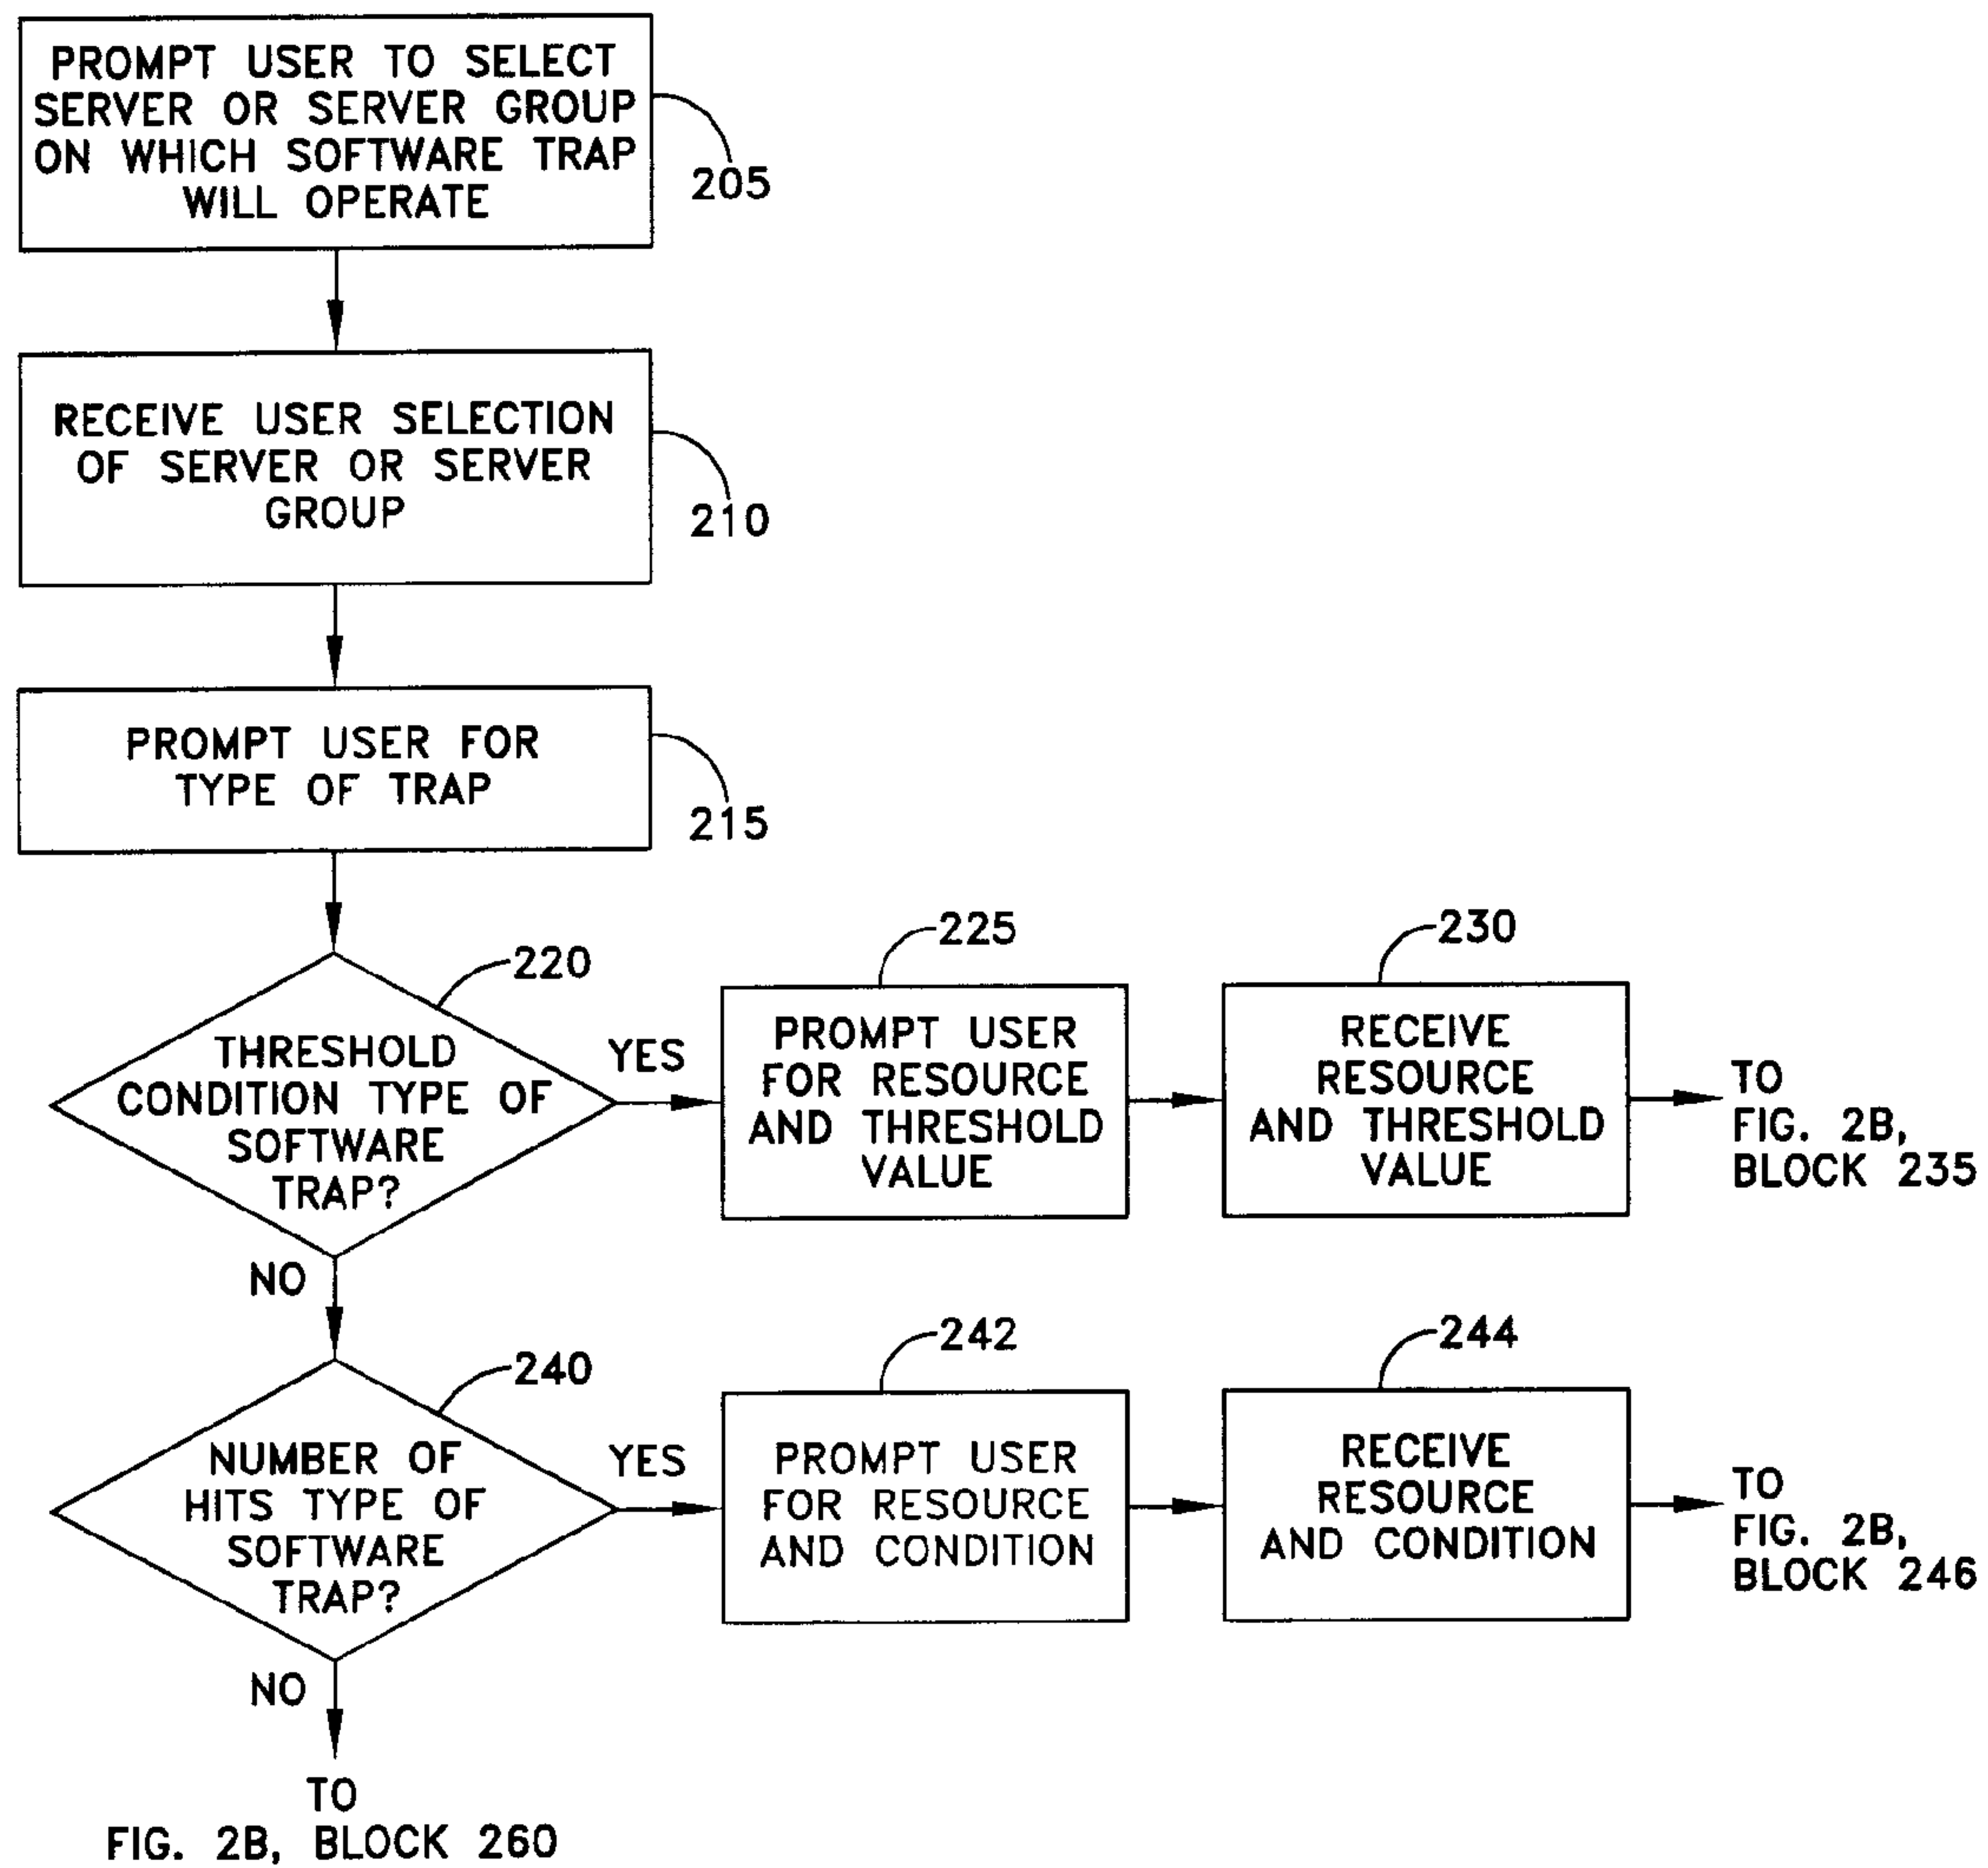 PROMPT USER TO SELECT
SERVER OR SERVER GROUP
ON WHICH SOFTWARE TRAP
WILL OPERATE
205
RECEIVE USER SELECTION
OF SERVER OR SERVER
GROUP
210
PROMPT USER FOR
TYPE OF TRAP
215
220
THRESHOLD
CONDITION TYPE OF
SOFTWARE
TRAP?
YES
NO
225
PROMPT USER
FOR RESOURCE
AND THRESHOLD
VALUE
230
RECEIVE
RESOURCE
AND THRESHOLD
VALUE
TO
FIG. 2B,
BLOCK 235
240
NUMBER OF
HITS TYPE OF
SOFTWARE
TRAP?
YES
NO
242
PROMPT USER
FOR RESOURCE
AND CONDITION
244
RECEIVE
RESOURCE
AND CONDITION
TO
FIG. 2B,
BLOCK 246
TO
FIG. 2B, BLOCK 260